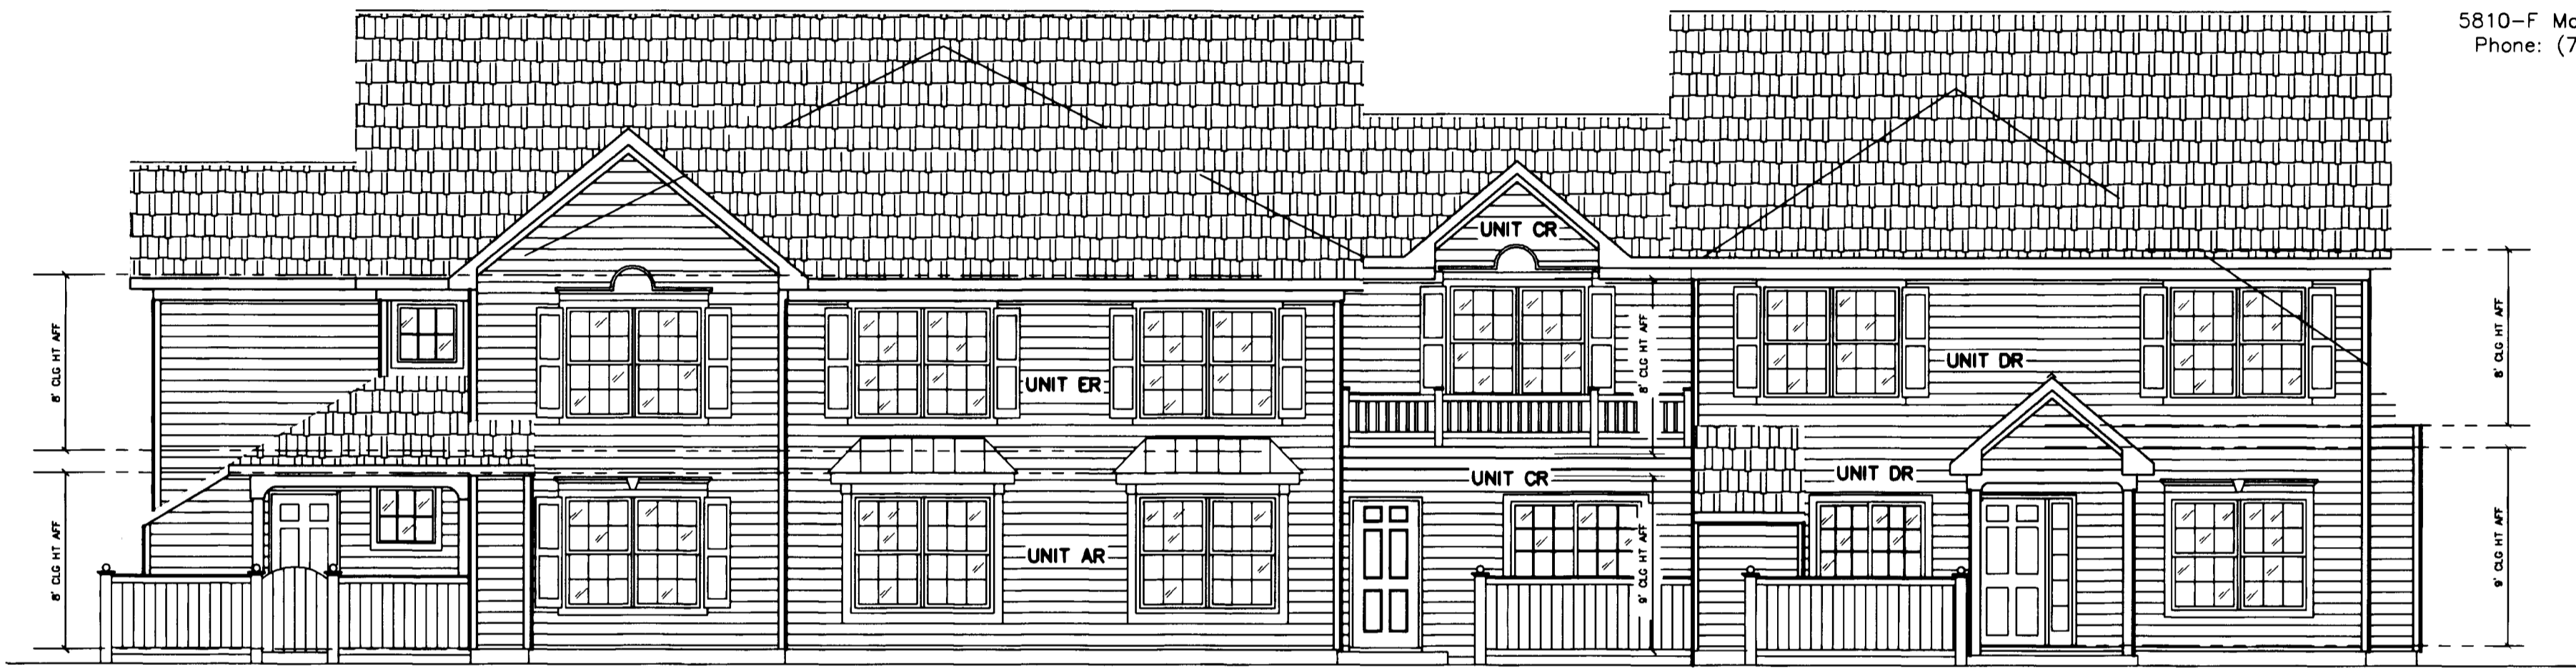 5810-F
Phone: (7
UNIT CR
8' CLG HT AFF
8' CLG HT AFF
8' CLG HT AFF
UNIT DR
UNIT ER
UNIT DR
UNIT CR
UNIT AR
8' CLG HT AFF
9' CLG HT AFF
9' CLG HT AFF